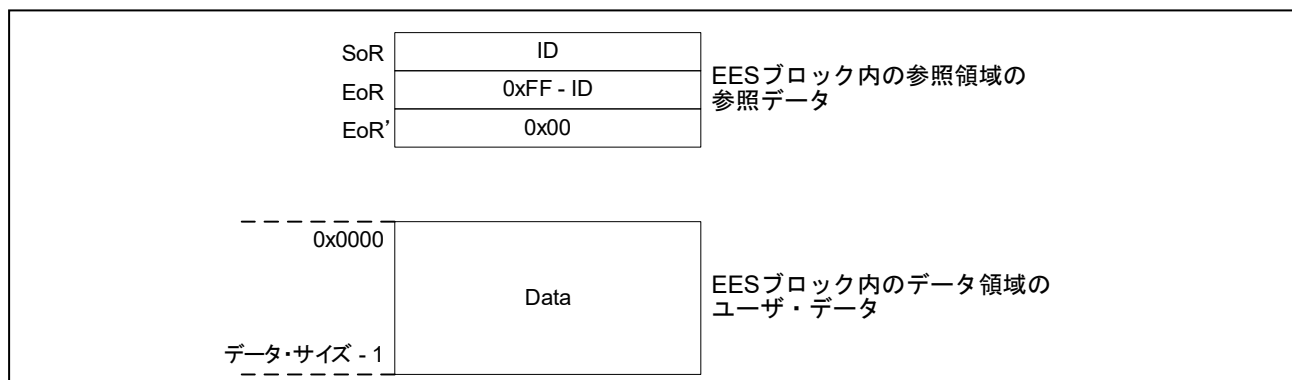 SoR ID
EoR 0xFF - ID
EoR’ 0x00
EESブロック内の参照領域の
参照データ
0x0000
Data
データ・サイズ - 1
EESブロック内のデータ領域の
ユーザ・データ